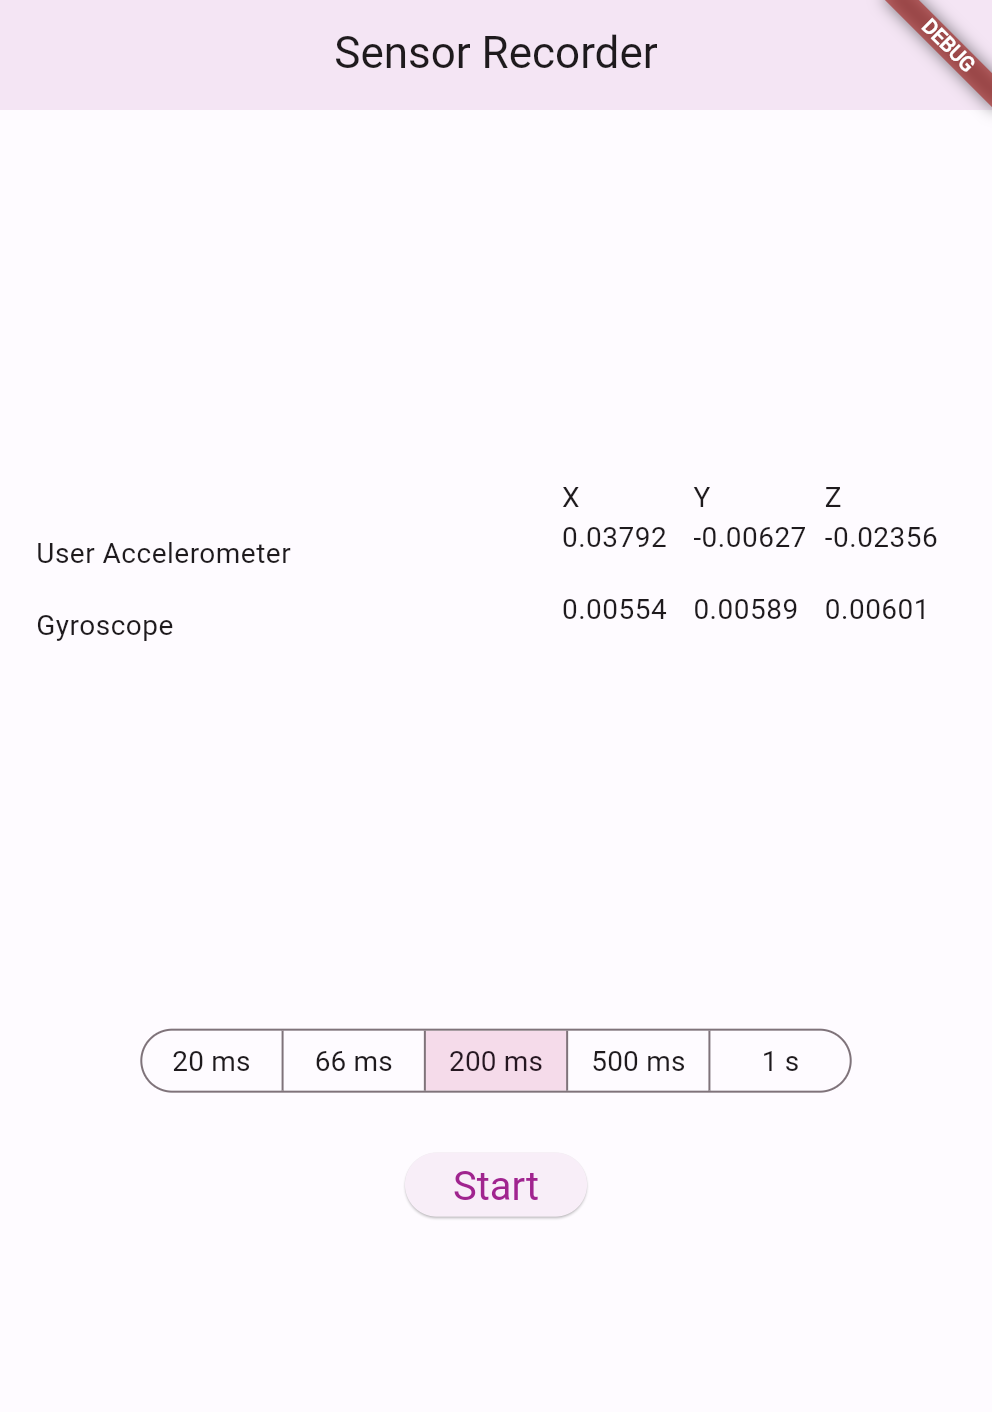 Sensor Recorder
DEBUG
X Y Z
User Accelerometer 0.03792 -0.00627 -0.02356
Gyroscope 0.00554 0.00589 0.00601
20 ms 66 ms 200 ms 500 ms 1 s
Start